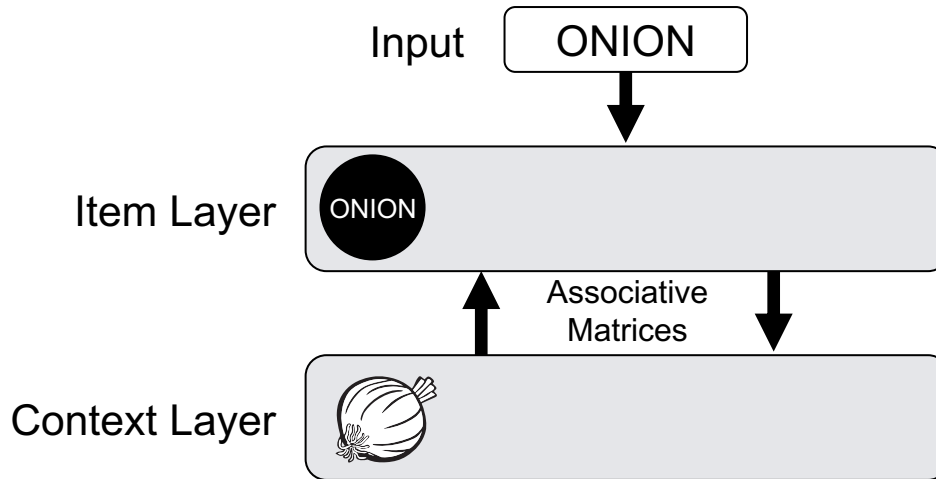 Input
ONION
Item Layer
ONION
Associative
Matrices
Context Layer